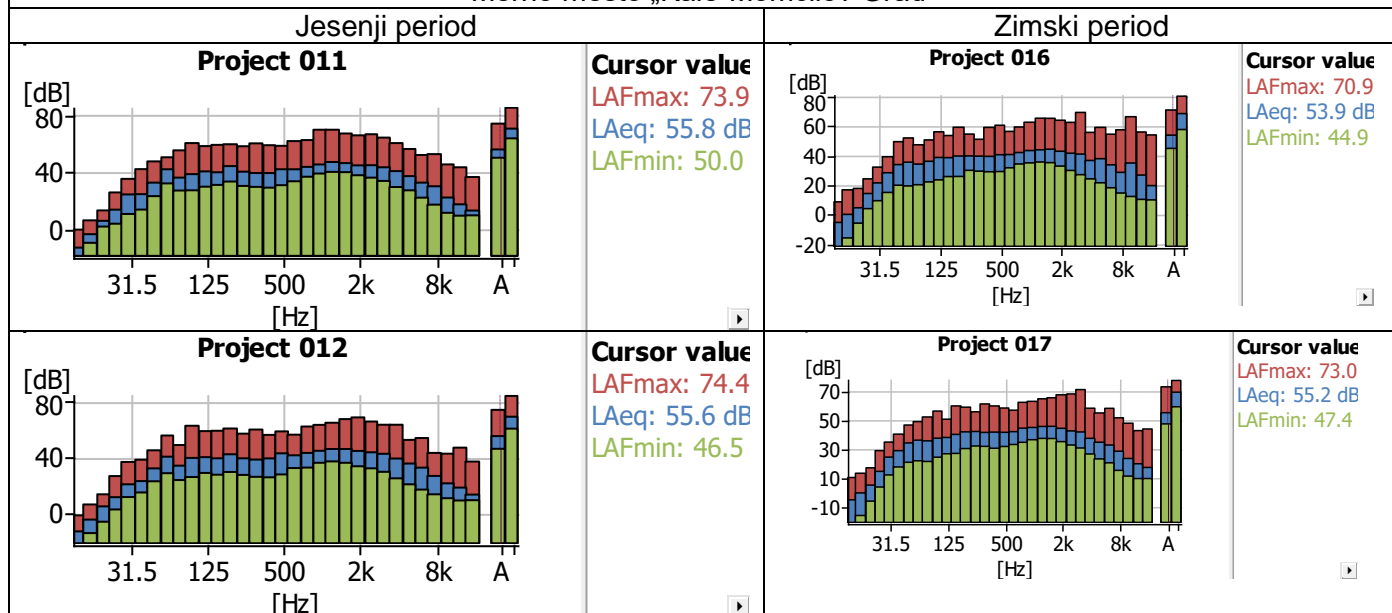 Jesenji period
Zimski period
Project 011
[dB]
80
40
0
31.5 125 500 2k 8k A
[Hz]
Cursor value
LAFmax: 73.9
LAeq: 55.8 dB
LAFmin: 50.0
Project 016
[dB]
80
60
40
20
0
-20
31.5 125 500 2k 8k A
[Hz]
Cursor value
LAFmax: 70.9
LAeq: 53.9 dB
LAFmin: 44.9
Project 012
[dB]
80
40
0
31.5 125 500 2k 8k A
[Hz]
Cursor value
LAFmax: 74.4
LAeq: 55.6 dB
LAFmin: 46.5
Project 017
[dB]
70
50
30
10
-10
31.5 125 500 2k 8k A
[Hz]
Cursor value
LAFmax: 73.0
LAeq: 55.2 dB
LAFmin: 47.4